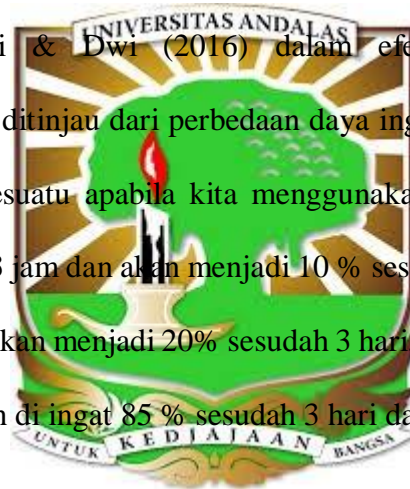 UNIVERSITAS ANDALAS
i & Dwi (2016) dalam efe
ditinjau dari perbedaan daya ing
esuatu apabila kita menggunaka
3 jam dan akan menjadi 10 % ses
kan menjadi 20% sesudah 3 hari
n di ingat 85 % sesudah 3 hari da
UNTUK KEDJAJAAN BANGSA